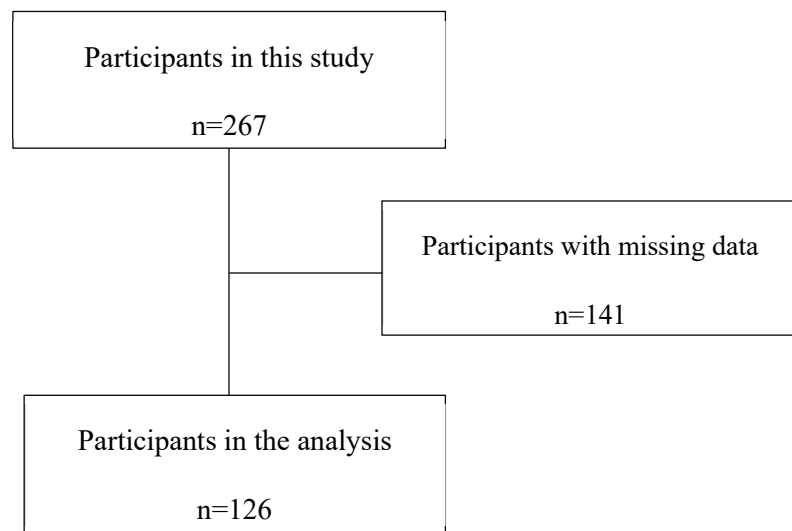 Participants in this study
n=267
Participants with missing data
n=141
Participants in the analysis
n=126